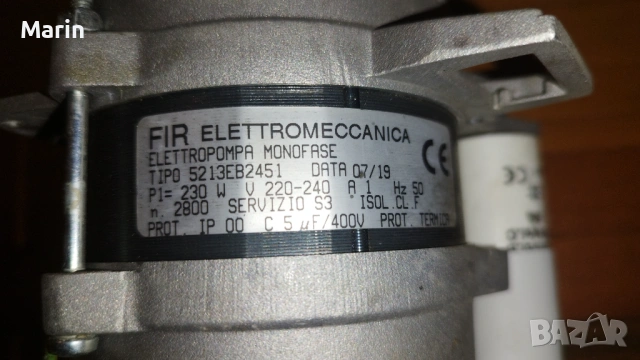 Marin
FIR ELETTROMECCANICA
ELETTROPOMPA MONOFASE
TIPO 5213EB2451 DATA 07/19
P1= 230 W V 220-240 A 1 Hz 50
n. 2800 SERVIZIO S3 ISOL.CL.F
PROT. IP 00 C 5 µF/400V PROT. TERMICA
CE
BAZAR